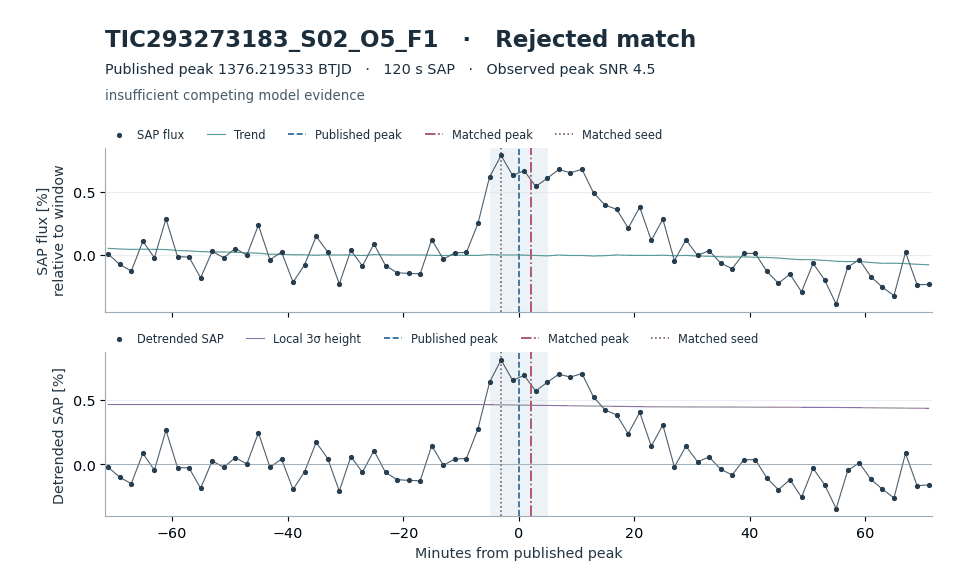 TIC293273183_S02_O5_F1 · Rejected match
Published peak 1376.219533 BTJD · 120 s SAP · Observed peak SNR 4.5
insufficient competing model evidence
SAP flux Trend Published peak Matched peak Matched seed
SAP flux [%]
relative to window
0.5
0.0
Detrended SAP Local 3σ height Published peak Matched peak Matched seed
Detrended SAP [%]
0.5
0.0
−60 −40 −20 0 20 40 60
Minutes from published peak